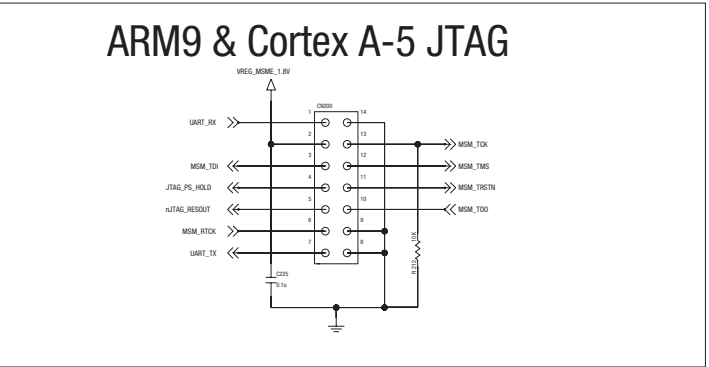 ARM9 & Cortex A-5 JTAG
VREG_MSME_1.8V
CN200
1 14
UART_RX
2 13
MSM_TCK
3 12
MSM_TDI MSM_TMS
4 11
JTAG_PS_HOLD MSM_TRSTN
5 10
nJTAG_RESOUT MSM_TDO
6 9
MSM_RTCK
7 8
UART_TX
R212 10K
C225
0.1u